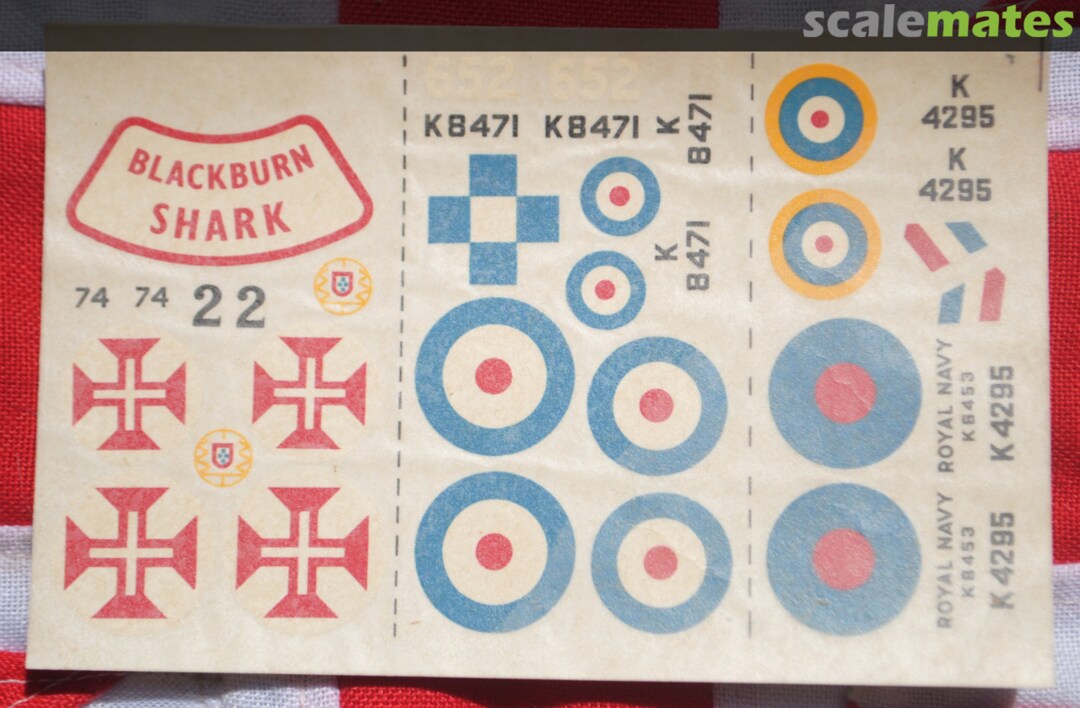 scalemates
BLACKBURN
SHARK
74 74 22
652 652
K8471 K8471
K
8471
K
8471
K
4295
K
4295
ROYAL NAVY
K8453
K4295
ROYAL NAVY
K8453
K4295